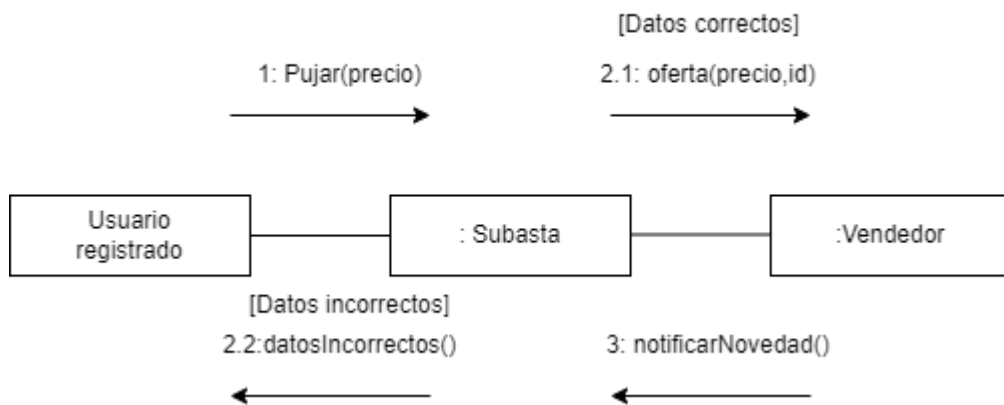 [Datos correctos]
1: Pujar(precio)
2.1: oferta(precio,id)
Usuario
registrado
: Subasta
:Vendedor
[Datos incorrectos]
2.2:datosIncorrectos()
3: notificarNovedad()